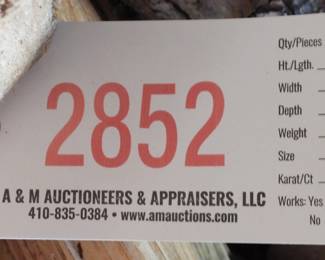 2852
A & M AUCTIONEERS & APPRAISERS, LLC
410-835-0384 • www.amauctions.com
Qty/Pieces
Ht./Lgth.
Width
Depth
Weight
Size
Karat/Ct
Works: Yes
No